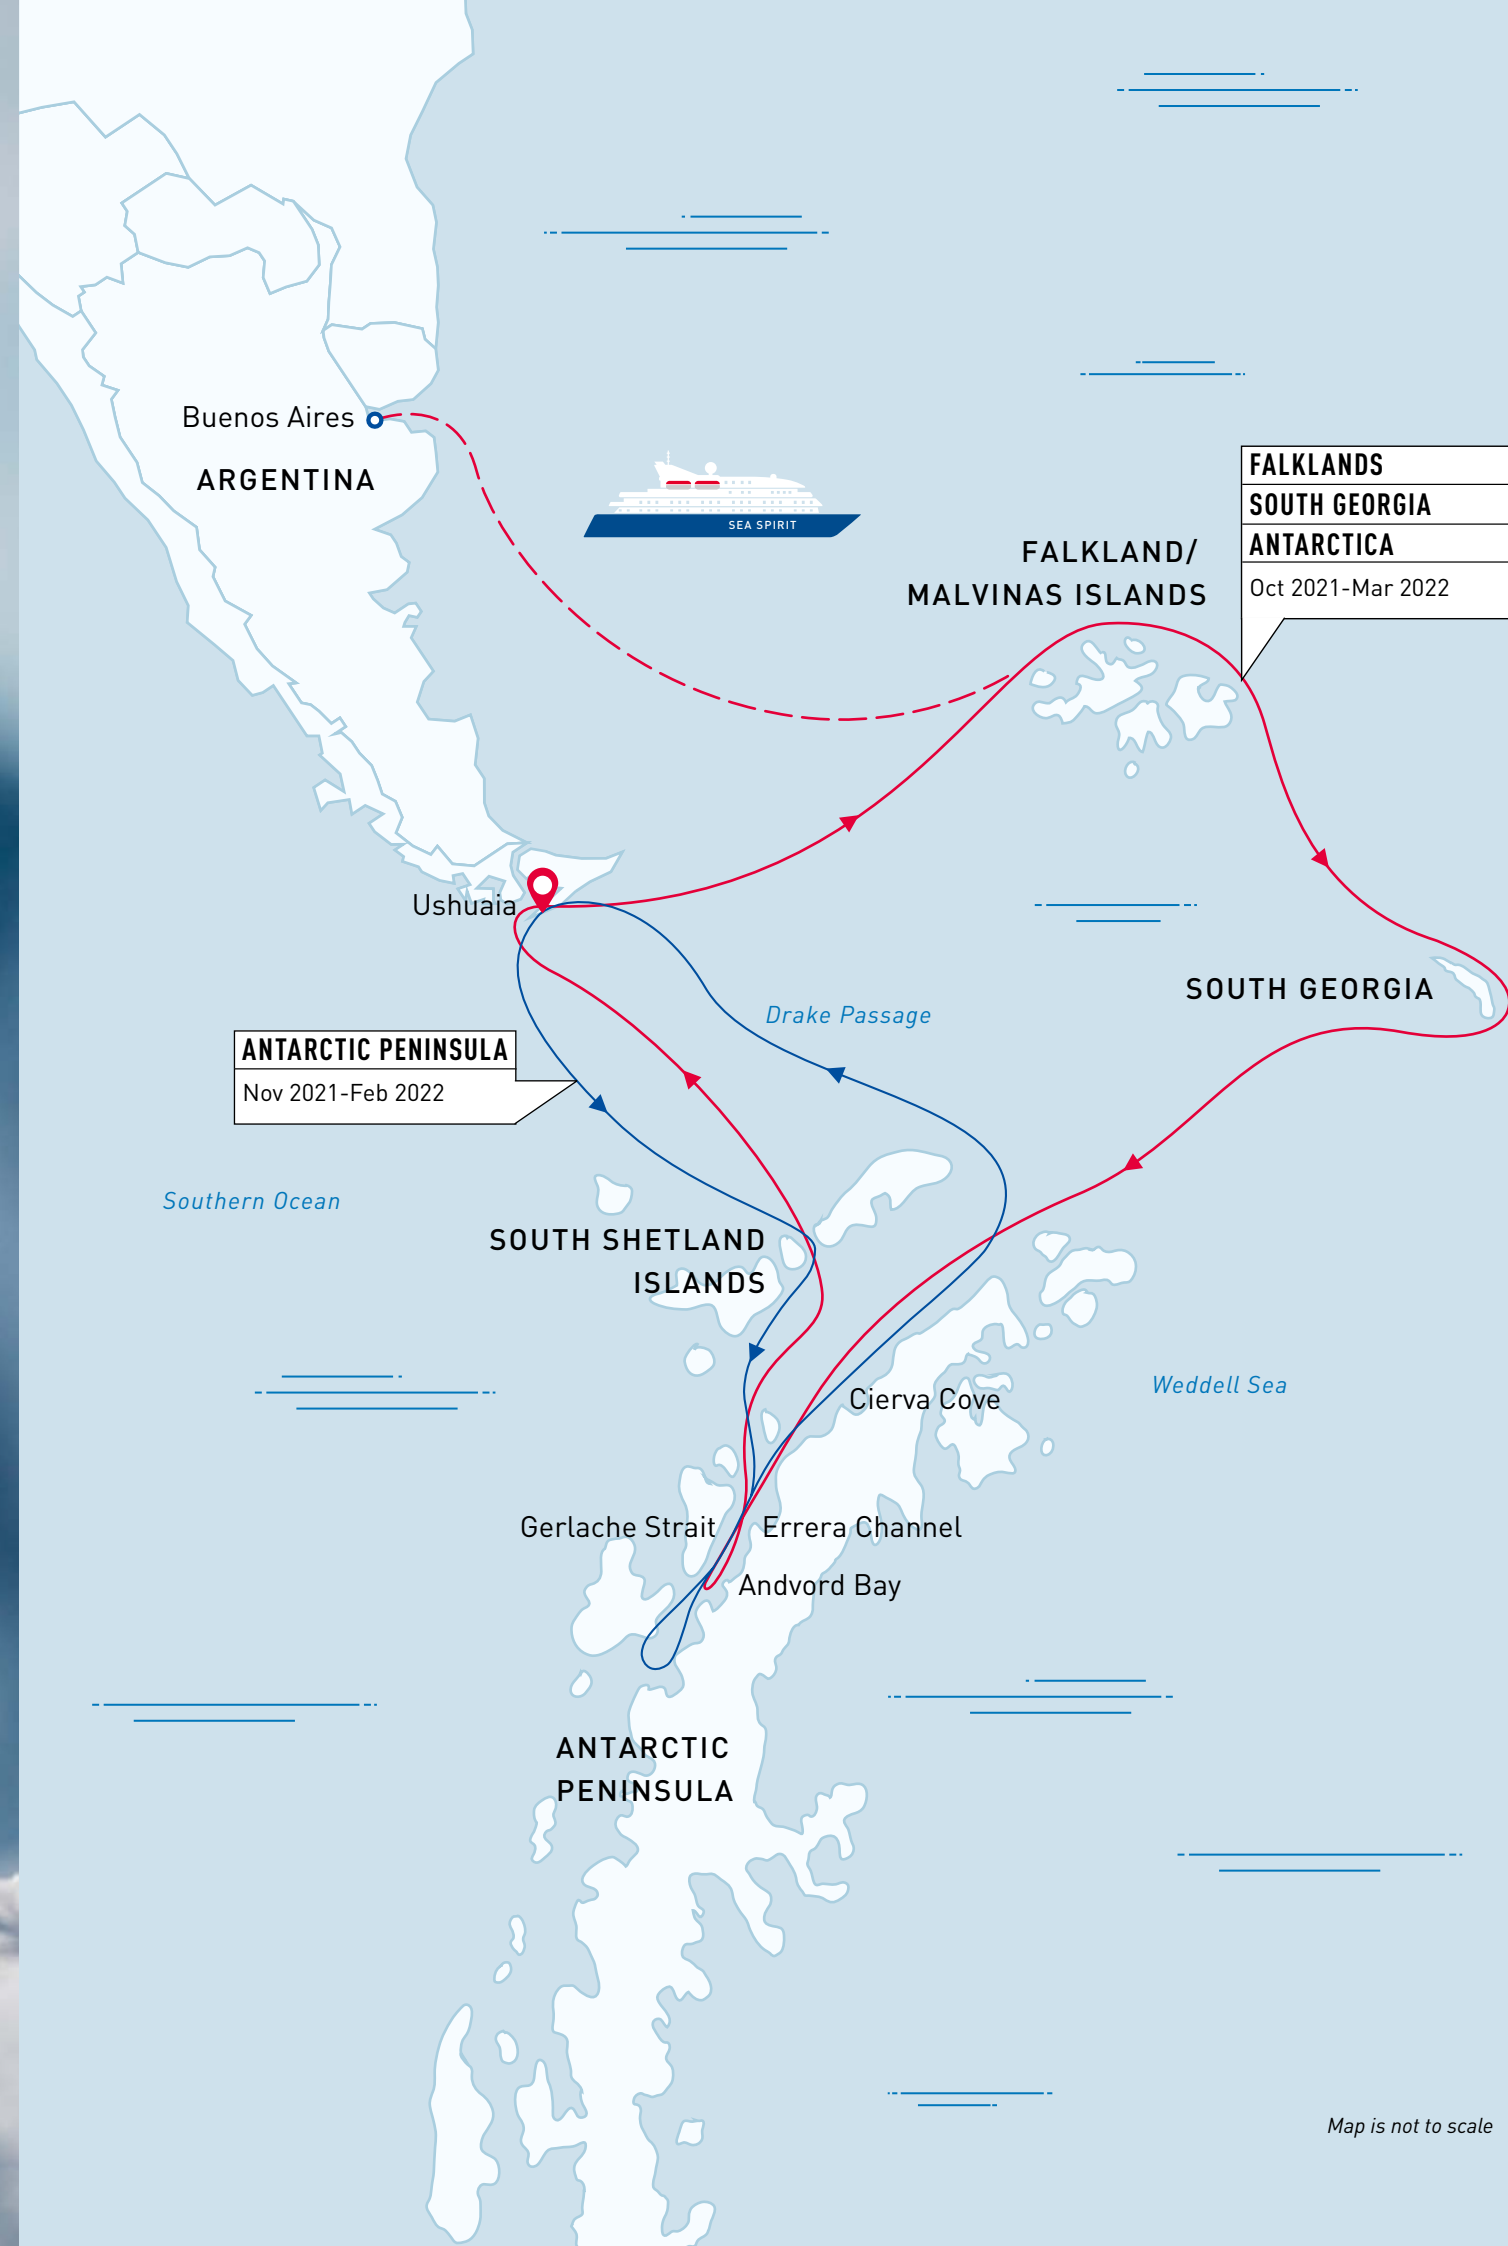 Buenos Aires
ARGENTINA
SEA SPIRIT
FALKLANDS
SOUTH GEORGIA
ANTARCTICA
Oct 2021-Mar 2022
FALKLAND/
MALVINAS ISLANDS
Ushuaia
SOUTH GEORGIA
Drake Passage
ANTARCTIC PENINSULA
Nov 2021-Feb 2022
Southern Ocean
SOUTH SHETLAND
ISLANDS
Weddell Sea
Cierva Cove
Gerlache Strait
Errera Channel
Andvord Bay
ANTARCTIC
PENINSULA
Map is not to scale